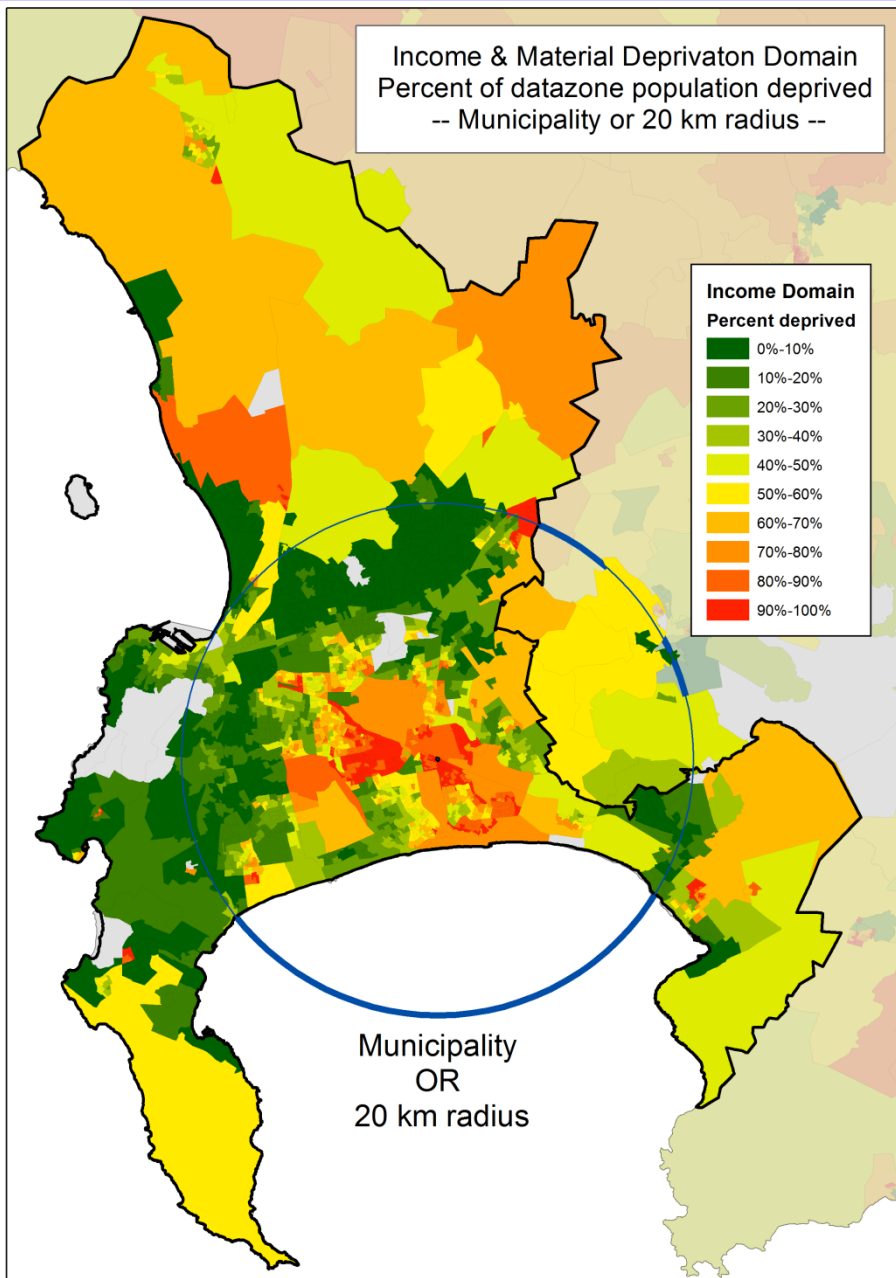 Income & Material Deprivaton Domain
Percent of datazone population deprived
-- Municipality or 20 km radius --
Income Domain
Percent deprived
0%-10%
10%-20%
20%-30%
30%-40%
40%-50%
50%-60%
60%-70%
70%-80%
80%-90%
90%-100%
Municipality
OR
20 km radius